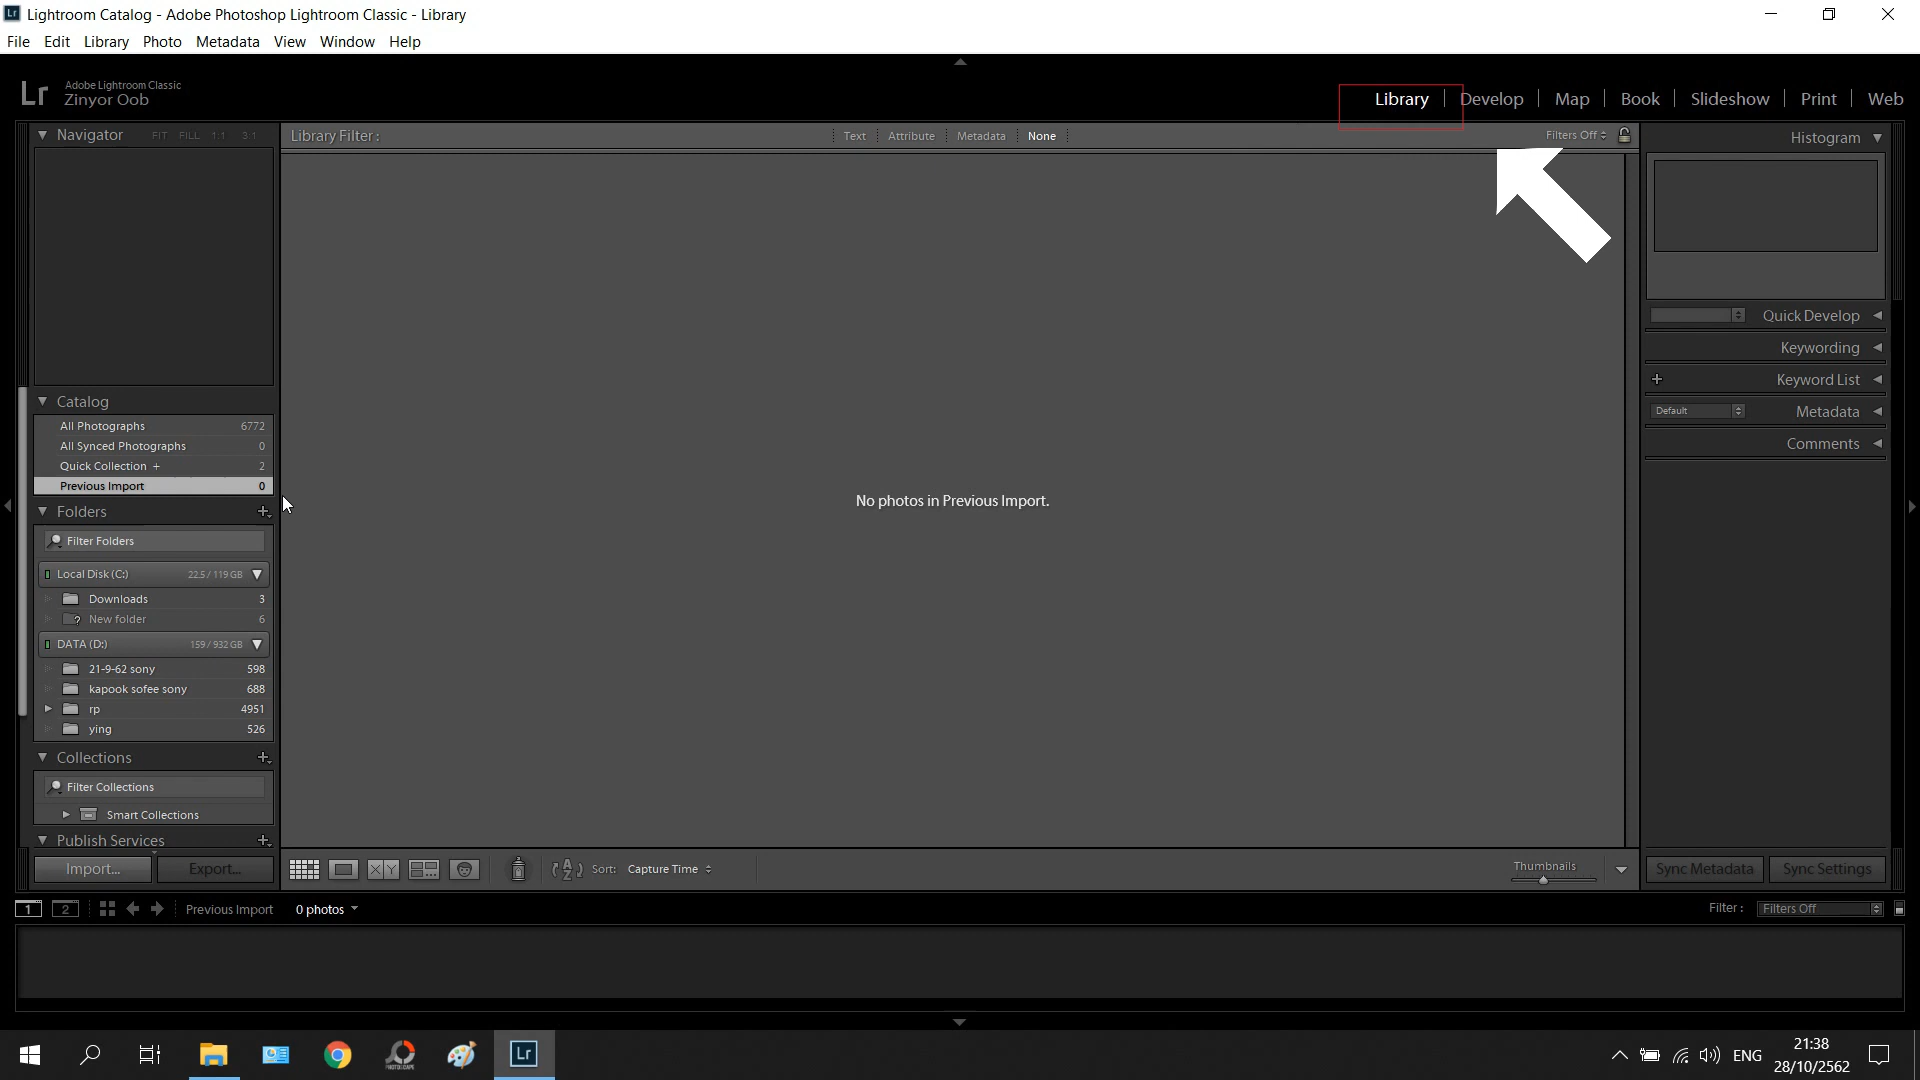 Lr Lightroom Catalog - Adobe Photoshop Lightroom Classic - Library
File Edit Library Photo Metadata View Window Help
Lr Adobe Lightroom Classic
Zinyor Oob
Library Develop Map Book Slideshow Print Web
Navigator FIT FILL 1:1 3:1
Library Filter : Text Attribute Metadata None Filters Off
Histogram
Quick Develop
Keywording
Keyword List
Default Metadata
Comments
Catalog
All Photographs 6772
All Synced Photographs 0
Quick Collection + 2
Previous Import 0
No photos in Previous Import.
Folders
Filter Folders
Local Disk (C:) 22.5 / 119 GB
Downloads 3
New folder 6
DATA (D:) 159 / 932 GB
21-9-62 sony 598
kapook sofee sony 688
rp 4951
ying 526
Collections
Filter Collections
Smart Collections
Publish Services
Import... Export...
X Y
A Z Sort: Capture Time
Thumbnails
Sync Metadata Sync Settings
1 2 Previous Import 0 photos
Filter : Filters Off
PHOTOSCAPE
Lr
ENG
21:38
28/10/2562